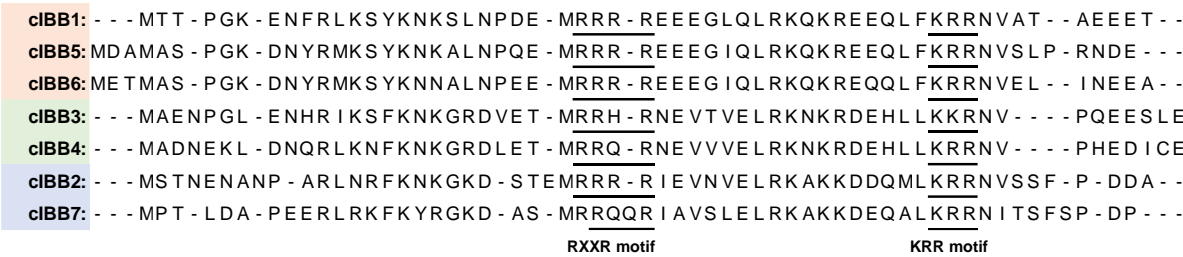 cIBB1: ---MTT-PGK-ENFRLKSYKNKSLNPDE-MRRR-REEEGLQLRKQKREEQLFKRRNVAT--AEEET--
cIBB5: MDAMAS-PGK-DNYRMKSYKNKALNPQE-MRRR-REEEGIQLRKQKREEQLFKRRNVSLP-RNDE---
cIBB6: METMAS-PGK-DNYRMKSYKNNALNPEE-MRRR-REEEGIQLRKQKREQQLFKRRNVEL--INEEA--
cIBB3: ---MAENPGL-ENHRIKSFKNKGRDVET-MRRH-RNEVTVELRKNKRDEHLLKKRNV----PQEESLE
cIBB4: ---MADNEKL-DNQRLKNFKNKGRDLET-MRRQ-RNEVVVELRKNKRDEHLLKRRNV----PHEDICE
cIBB2: ---MSTNENANP-ARLNRFKNKGKD-STEMRRR-RIEVNVELRKAKKDDQMLKRRNVSSF-P-DDA--
cIBB7: ---MPT-LDA-PEERLRKFKYRGKD-AS-MRRQQRIAVSLELRKAKKDEQALKRRNITSFSP-DP---
RXXR motif KRR motif